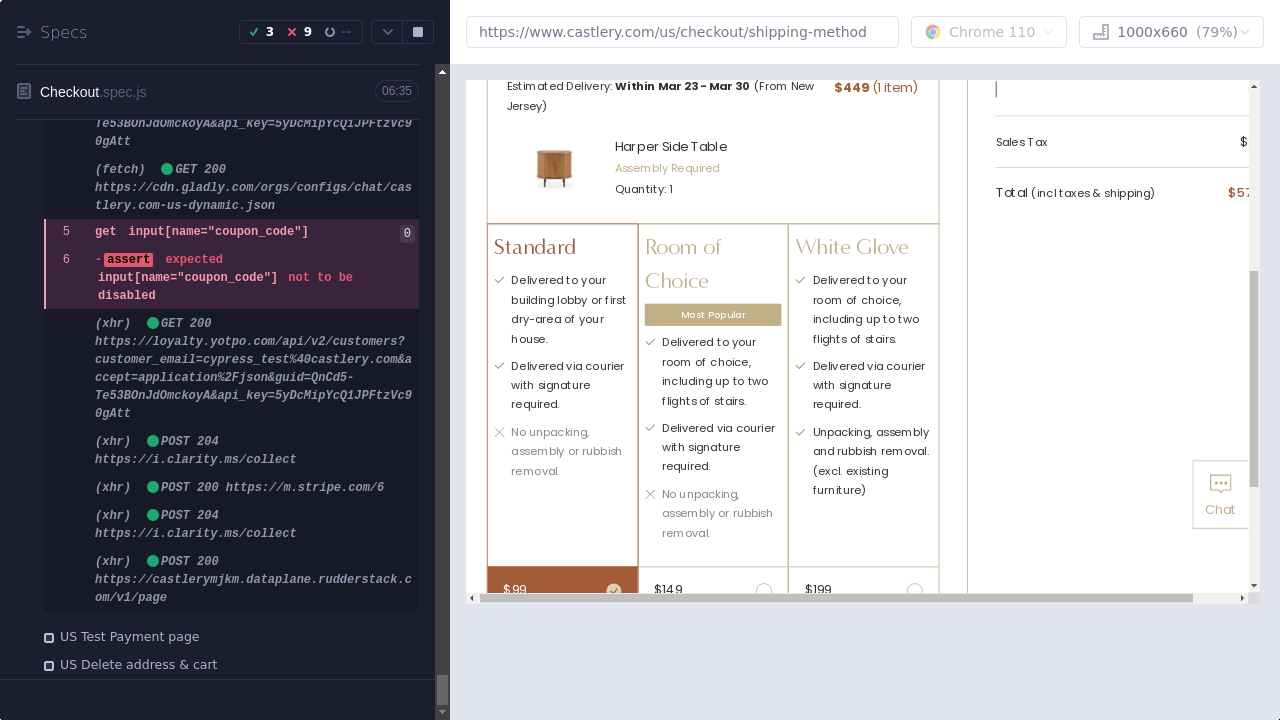 Specs
3
9
--
Checkout.spec.js
06:35
Te53BOnJdOmckoyA&api_key=5yDcMipYcQ1JPFtzVc9
0gAtt
(fetch) GET 200
https://cdn.gladly.com/orgs/configs/chat/cas
tlery.com-us-dynamic.json
5 get input[name="coupon_code"] 0
6 -assert expected
input[name="coupon_code"] not to be
disabled
(xhr) GET 200
https://loyalty.yotpo.com/api/v2/customers?
customer_email=cypress_test%40castlery.com&a
ccept=application%2Fjson&guid=QnCd5-
Te53BOnJdOmckoyA&api_key=5yDcMipYcQ1JPFtzVc9
0gAtt
(xhr) POST 204
https://i.clarity.ms/collect
(xhr) POST 200 https://m.stripe.com/6
(xhr) POST 204
https://i.clarity.ms/collect
(xhr) POST 200
https://castlerymjkm.dataplane.rudderstack.c
om/v1/page
US Test Payment page
US Delete address & cart
https://www.castlery.com/us/checkout/shipping-method
Chrome 110
1000x660 (79%)
Estimated Delivery: Within Mar 23 - Mar 30 (From New
Jersey)
$449 (1 item)
Harper Side Table
Assembly Required
Quantity: 1
Standard
Delivered to your
building lobby or first
dry-area of your
house.
Delivered via courier
with signature
required.
No unpacking,
assembly or rubbish
removal.
$99
Room of
Choice
Most Popular
Delivered to your
room of choice,
including up to two
flights of stairs.
Delivered via courier
with signature
required.
No unpacking,
assembly or rubbish
removal.
$149
White Glove
Delivered to your
room of choice,
including up to two
flights of stairs.
Delivered via courier
with signature
required.
Unpacking, assembly
and rubbish removal.
(excl. existing
furniture)
$199
Sales Tax $
Total (incl taxes & shipping) $57
Chat